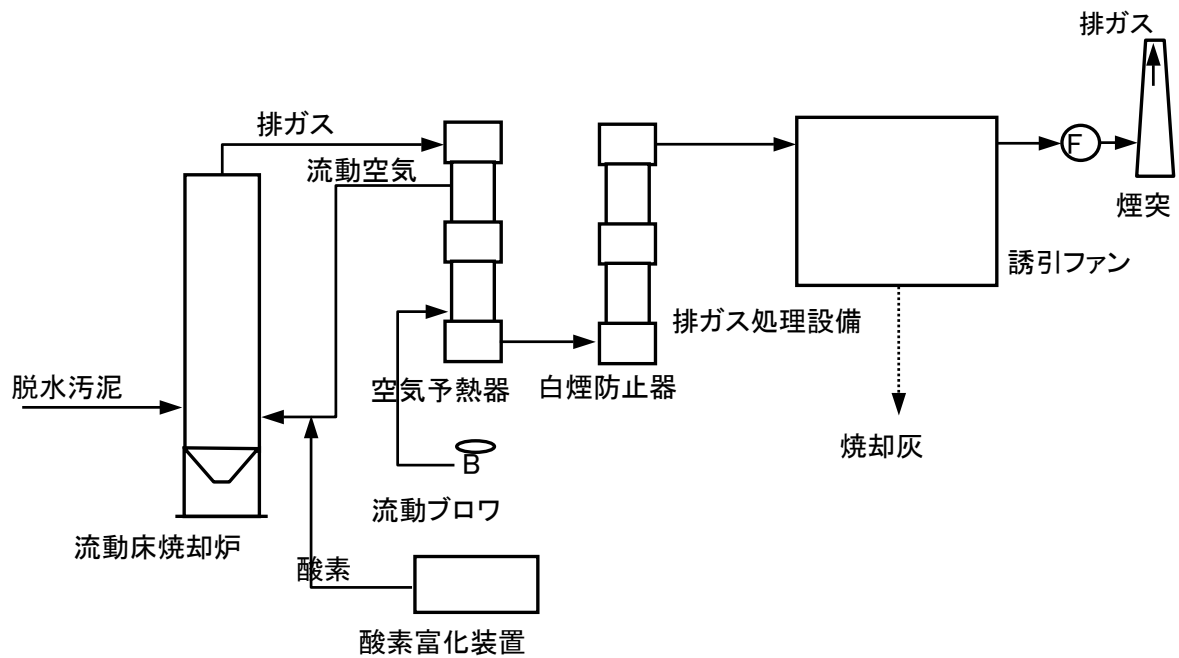 排ガス
排ガス
流動空気
F
煙突
誘引ファン
排ガス処理設備
脱水汚泥
空気予熱器
白煙防止器
焼却灰
B
流動ブロワ
流動床焼却炉
酸素
酸素富化装置